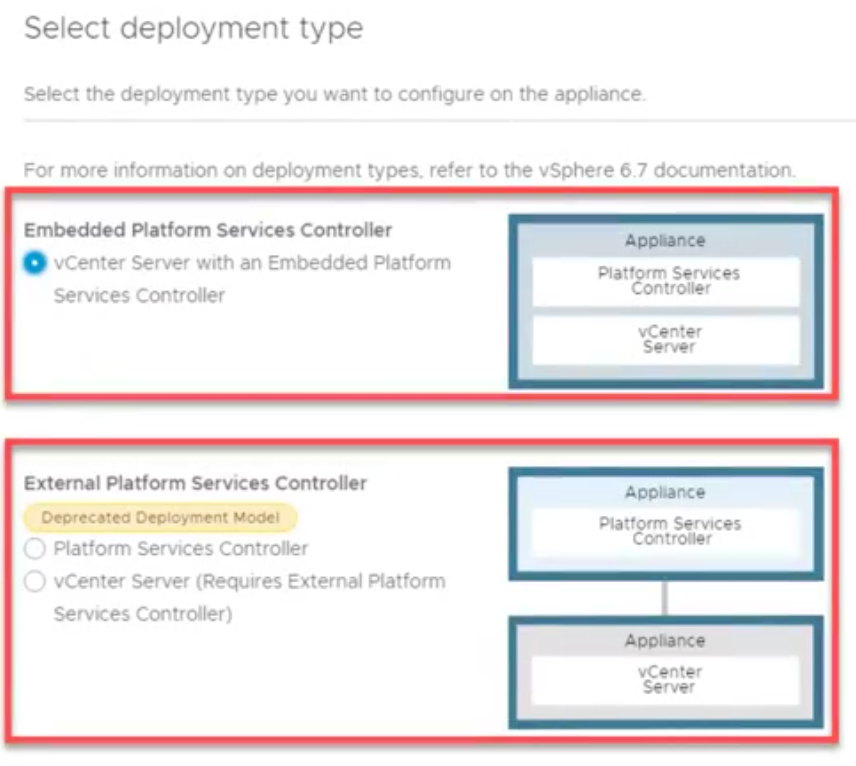 Select deployment type
Select the deployment type you want to configure on the appliance.
For more information on deployment types, refer to the vSphere 6.7 documentation.
Embedded Platform Services Controller
vCenter Server with an Embedded Platform
Services Controller
Appliance
Platform Services
Controller
vCenter
Server
External Platform Services Controller
Deprecated Deployment Model
Platform Services Controller
vCenter Server (Requires External Platform
Services Controller)
Appliance
Platform Services
Controller
Appliance
vCenter
Server